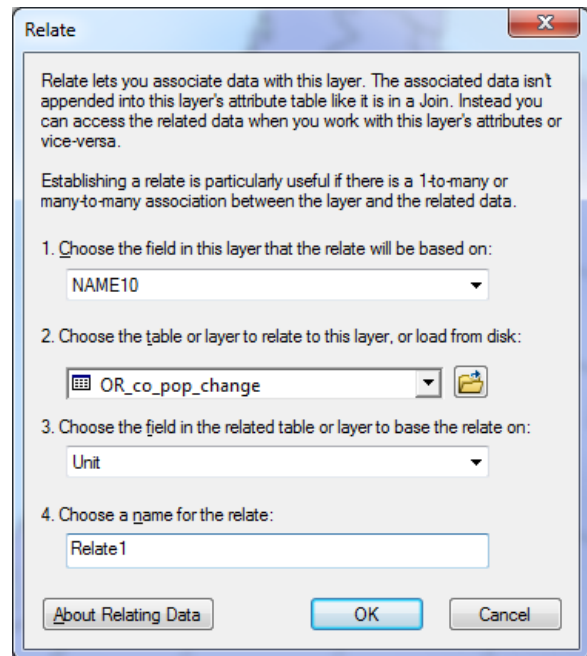 Relate
Relate lets you associate data with this layer. The associated data isn't
appended into this layer's attribute table like it is in a Join. Instead you
can access the related data when you work with this layer's attributes or
vice-versa.
Establishing a relate is particularly useful if there is a 1-to-many or
many-to-many association between the layer and the related data.
1. Choose the field in this layer that the relate will be based on:
NAME10
2. Choose the table or layer to relate to this layer, or load from disk:
OR_co_pop_change
3. Choose the field in the related table or layer to base the relate on:
Unit
4. Choose a name for the relate:
Relate1
About Relating Data OK Cancel